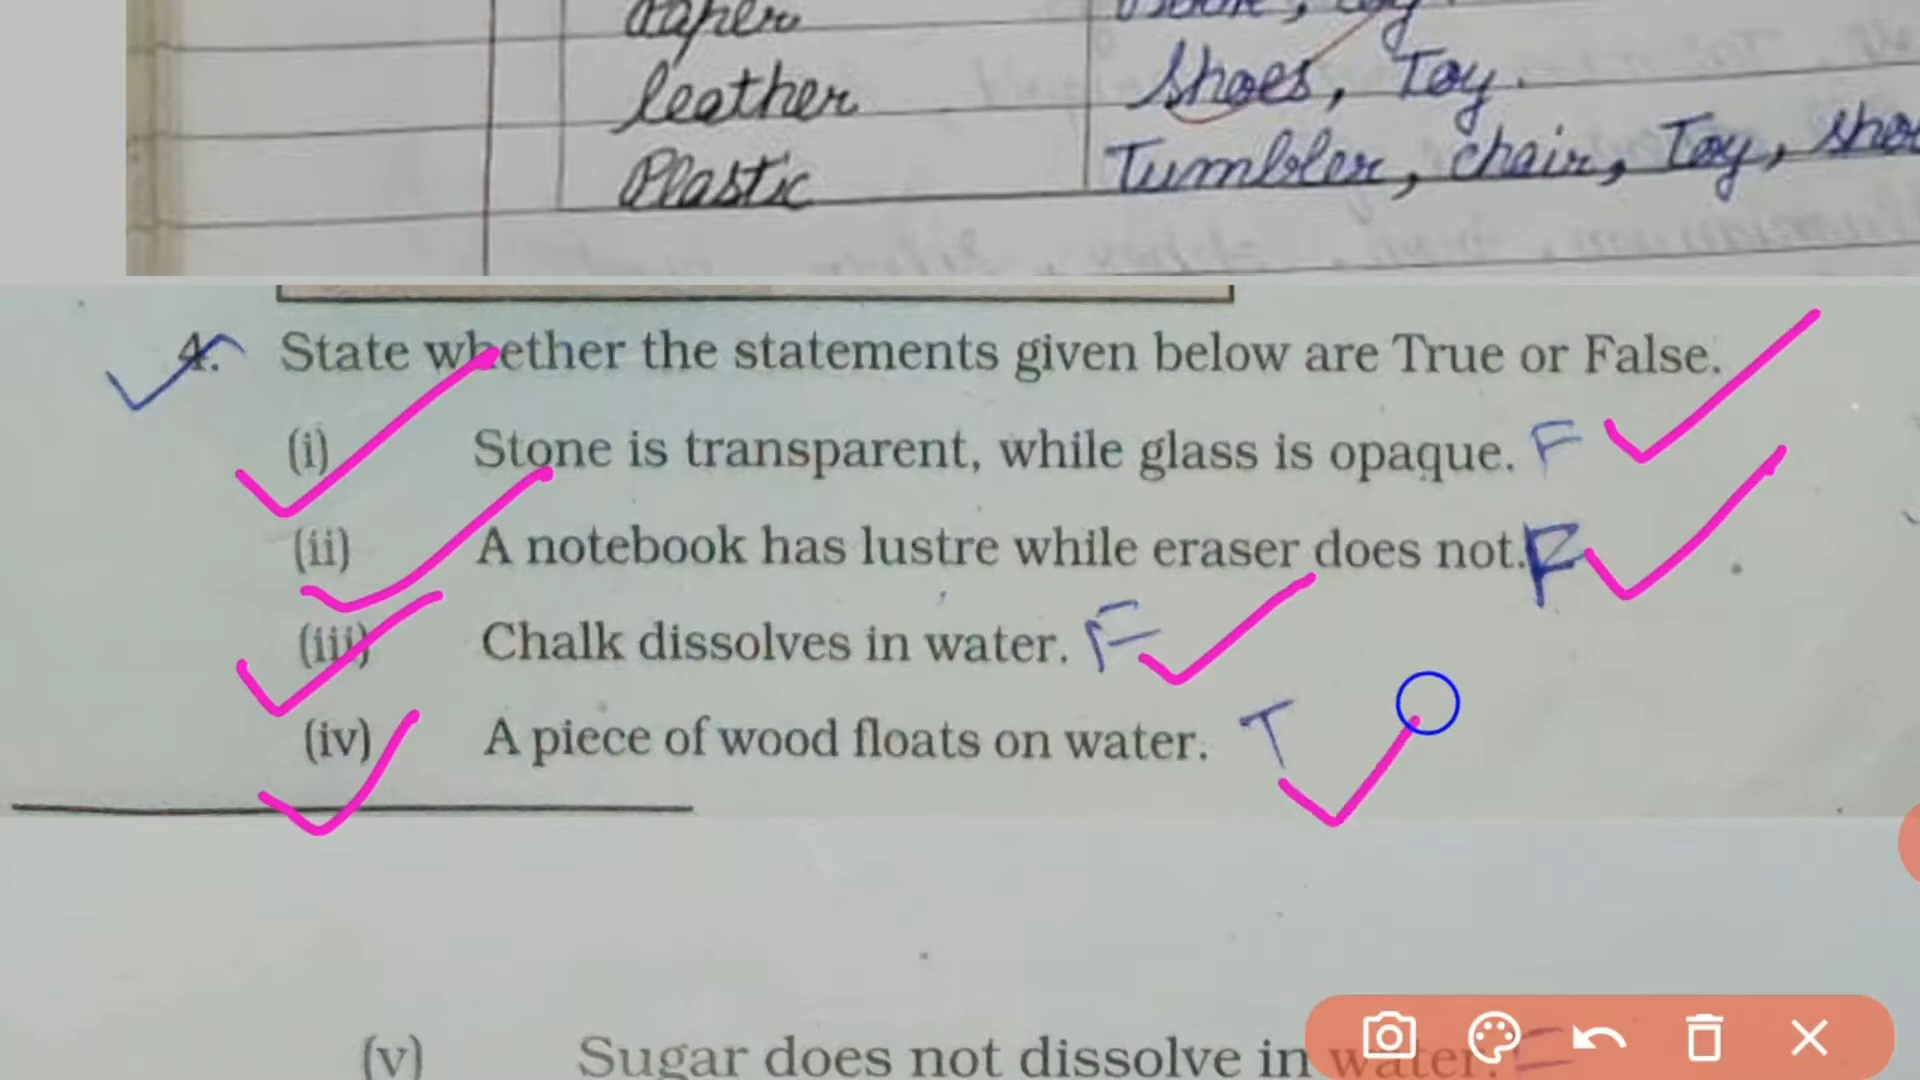 Paper
leather Shoes, Toy.
Plastic Tumbler, chair, Toy, shoe
4. State whether the statements given below are True or False.
(i) Stone is transparent, while glass is opaque. F
(ii) A notebook has lustre while eraser does not. F
(iii) Chalk dissolves in water. F
(iv) A piece of wood floats on water. T
(v) Sugar does not dissolve in water. F